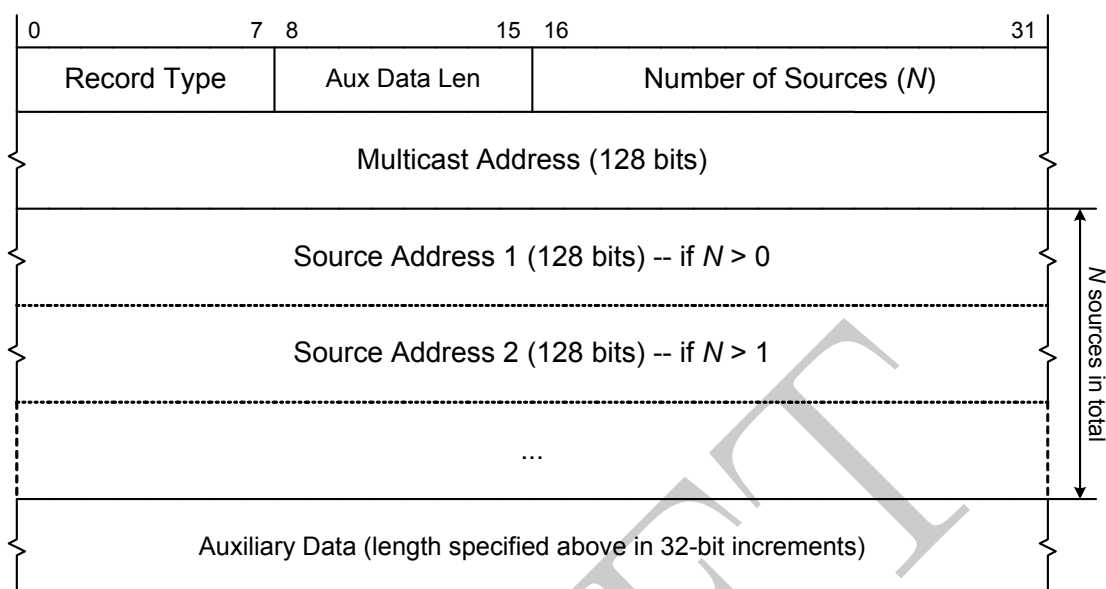 0 7 8 15 16 31
Record Type Aux Data Len Number of Sources (N)
Multicast Address (128 bits)
Source Address 1 (128 bits) -- if N > 0
Source Address 2 (128 bits) -- if N > 1
...
N sources in total
Auxiliary Data (length specified above in 32-bit increments)